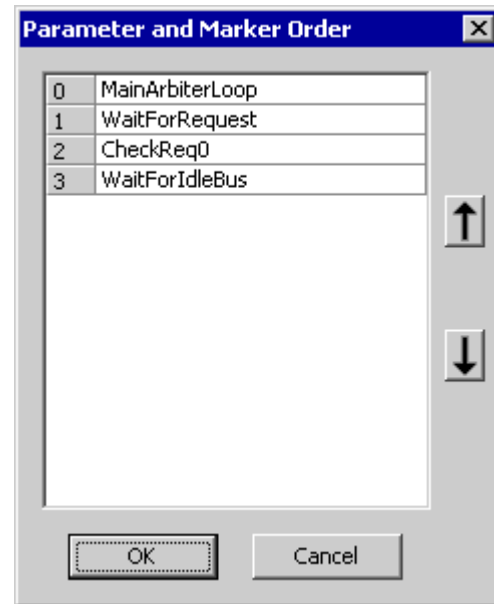 Parameter and Marker Order
0 MainArbiterLoop
1 WaitForRequest
2 CheckReq0
3 WaitForIdleBus
OK Cancel